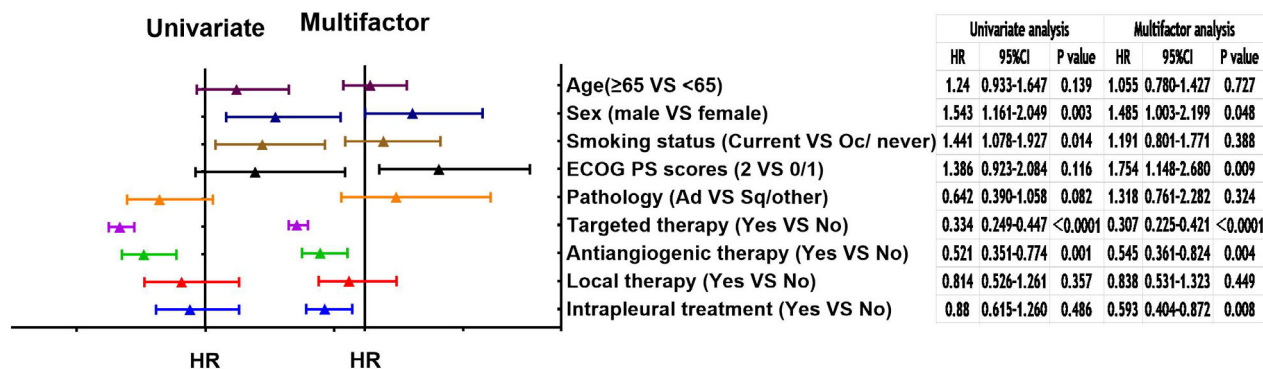 Univariate Multifactor
Univariate analysis Multifactor analysis
HR 95%CI P value HR 95%CI P value
Age(≥65 VS <65) 1.24 0.933-1.647 0.139 1.055 0.780-1.427 0.727
Sex (male VS female) 1.543 1.161-2.049 0.003 1.485 1.003-2.199 0.048
Smoking status (Current VS Oc/ never) 1.441 1.078-1.927 0.014 1.191 0.801-1.771 0.388
ECOG PS scores (2 VS 0/1) 1.386 0.923-2.084 0.116 1.754 1.148-2.680 0.009
Pathology (Ad VS Sq/other) 0.642 0.390-1.058 0.082 1.318 0.761-2.282 0.324
Targeted therapy (Yes VS No) 0.334 0.249-0.447 <0.0001 0.307 0.225-0.421 <0.0001
Antiangiogenic therapy (Yes VS No) 0.521 0.351-0.774 0.001 0.545 0.361-0.824 0.004
Local therapy (Yes VS No) 0.814 0.526-1.261 0.357 0.838 0.531-1.323 0.449
Intrapleural treatment (Yes VS No) 0.88 0.615-1.260 0.486 0.593 0.404-0.872 0.008
HR HR